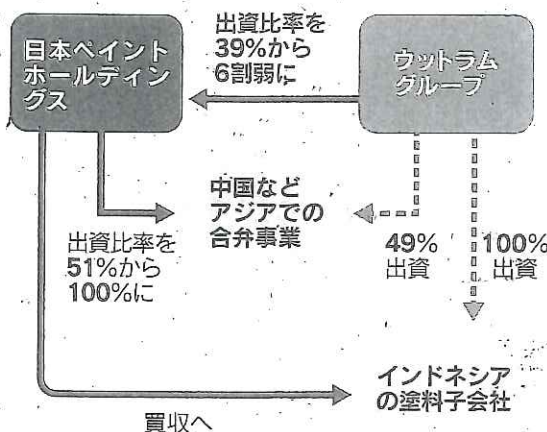 日本ペイント
ホールディン
グス
出資比率を
39%から
6割弱に
ウットラム
グループ
中国など
アジアでの
合弁事業
出資比率を
51%から
100%に
49%
出資
100%
出資
インドネシア
の塗料子会社
買収へ